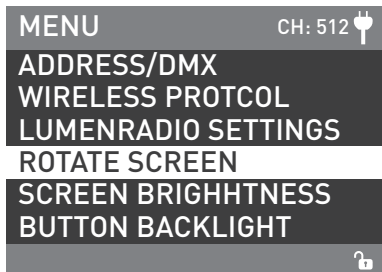 MENU
CH: 512
ADDRESS/DMX
WIRELESS PROTCOL
LUMENRADIO SETTINGS
ROTATE SCREEN
SCREEN BRIGHHTNESS
BUTTON BACKLIGHT